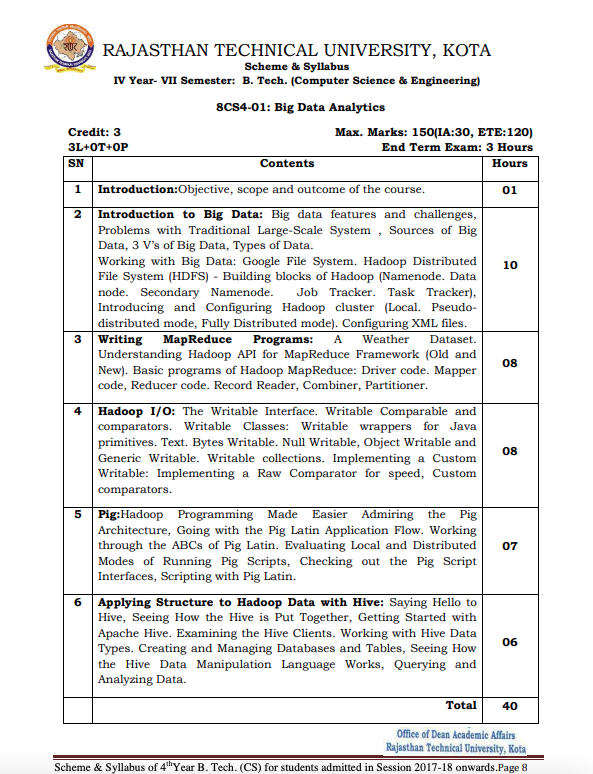 RAJASTHAN TECHNICAL UNIVERSITY, KOTA
Scheme & Syllabus
IV Year- VII Semester: B. Tech. (Computer Science & Engineering)
8CS4-01: Big Data Analytics
Credit: 3 Max. Marks: 150(IA:30, ETE:120)
3L+0T+0P End Term Exam: 3 Hours
SN Contents Hours
1 Introduction:Objective, scope and outcome of the course. 01
2 Introduction to Big Data: Big data features and challenges,
Problems with Traditional Large-Scale System , Sources of Big
Data, 3 V's of Big Data, Types of Data.
Working with Big Data: Google File System. Hadoop Distributed
File System (HDFS) - Building blocks of Hadoop (Namenode. Data 10
node. Secondary Namenode. Job Tracker. Task Tracker),
Introducing and Configuring Hadoop cluster (Local. Pseudo-
distributed mode, Fully Distributed mode). Configuring XML files.
3 Writing MapReduce Programs: A Weather Dataset.
Understanding Hadoop API for MapReduce Framework (Old and
New). Basic programs of Hadoop MapReduce: Driver code. Mapper 08
code, Reducer code. Record Reader, Combiner, Partitioner.
4 Hadoop I/O: The Writable Interface. Writable Comparable and
comparators. Writable Classes: Writable wrappers for Java
primitives. Text. Bytes Writable. Null Writable, Object Writable and
Generic Writable. Writable collections. Implementing a Custom 08
Writable: Implementing a Raw Comparator for speed, Custom
comparators.
5 Pig:Hadoop Programming Made Easier Admiring the Pig
Architecture, Going with the Pig Latin Application Flow. Working
through the ABCs of Pig Latin. Evaluating Local and Distributed 07
Modes of Running Pig Scripts, Checking out the Pig Script
Interfaces, Scripting with Pig Latin.
6 Applying Structure to Hadoop Data with Hive: Saying Hello to
Hive, Seeing How the Hive is Put Together, Getting Started with
Apache Hive. Examining the Hive Clients. Working with Hive Data
Types. Creating and Managing Databases and Tables, Seeing How 06
the Hive Data Manipulation Language Works, Querying and
Analyzing Data.
Total 40
Office of Dean Academic Affairs
Rajasthan Technical University, Kota
Scheme & Syllabus of 4thYear B. Tech. (CS) for students admitted in Session 2017-18 onwards.Page 8